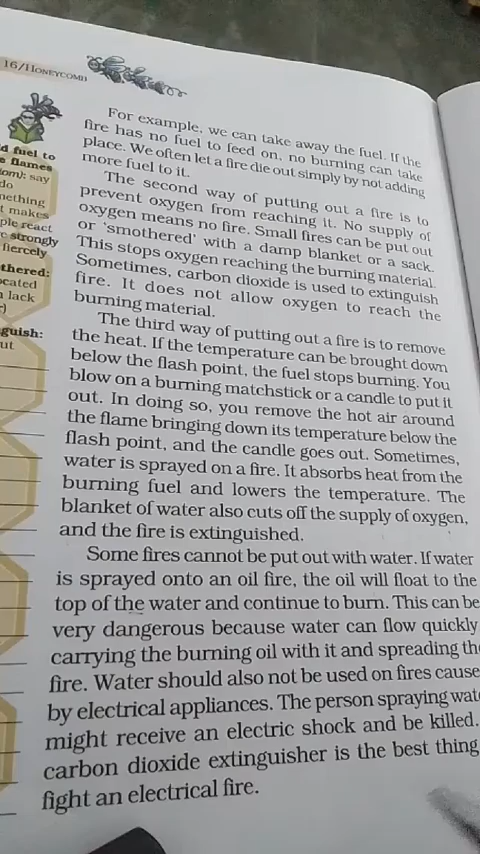 16/HONEYCOMB
d fuel to
e flames
iom): say
do
nething
t makes
ple react
e strongly
fiercely
thered:
cated
n lack
r)
guish:
ut
For example, we can take away the fuel. If the
fire has no fuel to feed on, no burning can take
place. We often let a fire die out simply by not adding
more fuel to it.
The second way of putting out a fire is to
prevent oxygen from reaching it. No supply of
oxygen means no fire. Small fires can be put out
or 'smothered' with a damp blanket or a sack.
This stops oxygen reaching the burning material.
Sometimes, carbon dioxide is used to extinguish
fire. It does not allow oxygen to reach the
burning material.
The third way of putting out a fire is to remove
the heat. If the temperature can be brought down
below the flash point, the fuel stops burning. You
blow on a burning matchstick or a candle to put it
out. In doing so, you remove the hot air around
the flame bringing down its temperature below the
flash point, and the candle goes out. Sometimes,
water is sprayed on a fire. It absorbs heat from the
burning fuel and lowers the temperature. The
blanket of water also cuts off the supply of oxygen,
and the fire is extinguished.
Some fires cannot be put out with water. If water
is sprayed onto an oil fire, the oil will float to the
top of the water and continue to burn. This can be
very dangerous because water can flow quickly
carrying the burning oil with it and spreading th
fire. Water should also not be used on fires cause
by electrical appliances. The person spraying wat
might receive an electric shock and be killed.
carbon dioxide extinguisher is the best thing
fight an electrical fire.